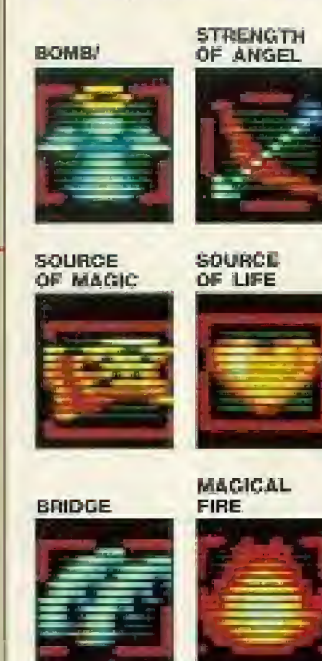 BOMB!
STRENGTH
OF ANGEL
SOURCE
OF MAGIC
SOURCE
OF LIFE
BRIDGE
MAGICAL
FIRE